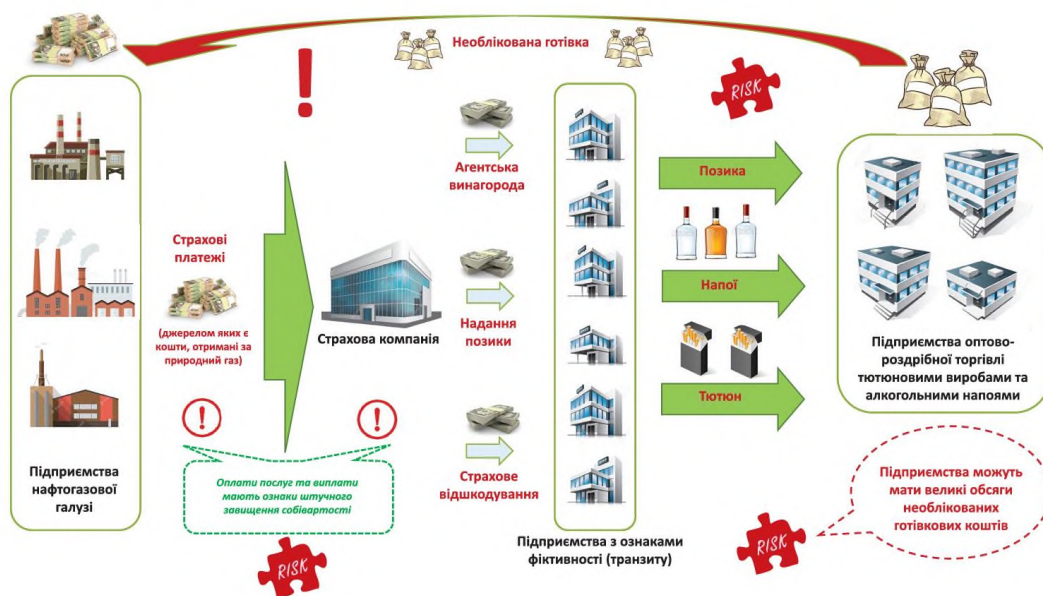 Необлікована готівка
RISK
Агентська
винагорода
Позика
Страхові
платежі
(джерелом яких є
кошти, отримані за
природний газ)
Страхова компанія
Надання
позики
Напої
Підприємства оптово-
роздрібної торгівлі
тютюновими виробами та
алкогольними напоями
Тютюн
Підприємства
нафтогазової
галузі
Оплати послуг та виплати
мають ознаки штучного
завищення собівартості
Страхове
відшкодування
Підприємства можуть
мати великі обсяги
необлікованих
готівкових коштів
Підприємства з ознаками
фіктивності (транзиту)
RISK
RISK